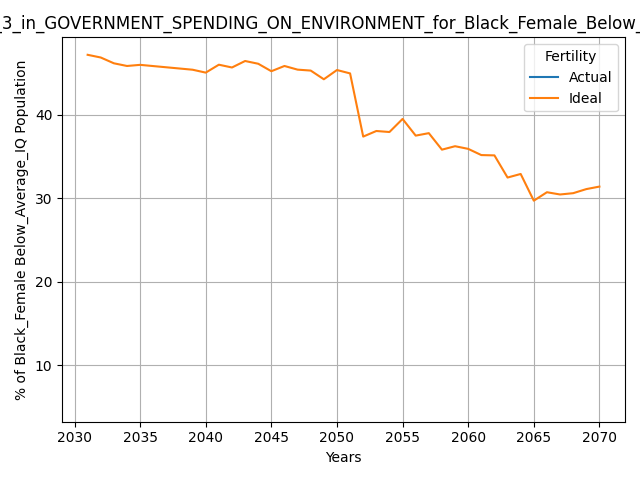 _3_in_GOVERNMENT_SPENDING_ON_ENVIRONMENT_for_Black_Female_Below_
Fertility
Actual
Ideal
% of Black_Female Below_Average_IQ Population
40
30
20
10
2030 2035 2040 2045 2050 2055 2060 2065 2070
Years